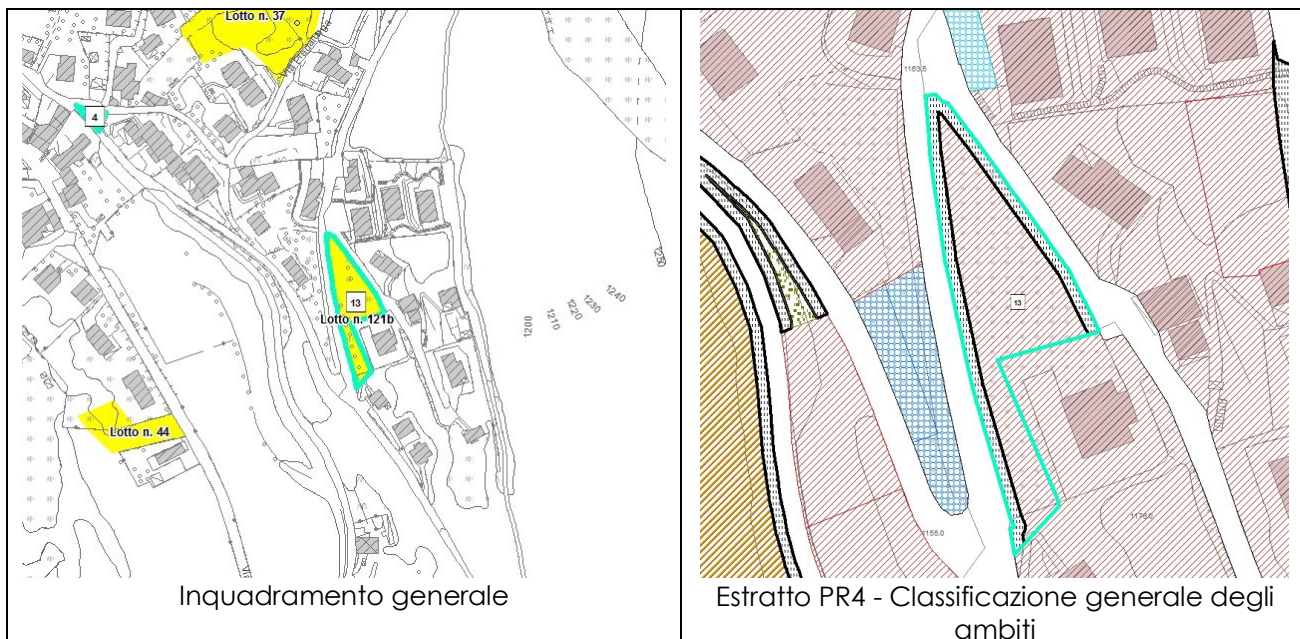 Lotto n. 37
4
13
Lotto n. 121b
Lotto n. 44
1200
1210
1220
1230
1240
1250
Inquadramento generale
1163.5
13
1155.0
1176.0
Estratto PR4 - Classificazione generale degli
ambiti